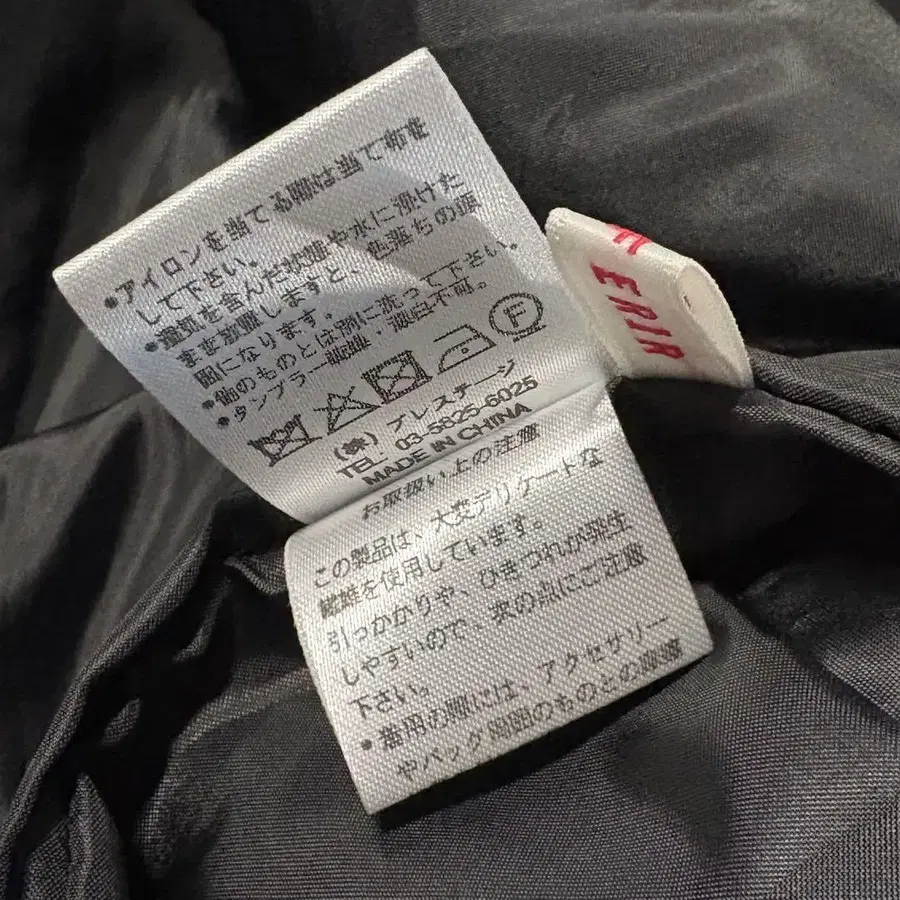 ・アイロンを当てる際は当て布を
して下さい。
・湿気を含んだ状態や水に漬けた
まま放置しますと、色落ちの原
因になります。
・他のものとは別に洗って下さい。
・タンブラー乾燥・漂白不可。
F
(株) プレステージ
TEL: 03-5825-6025
MADE IN CHINA
お取扱い上の注意
この製品は、大変デリケートな
繊維を使用しています。
引っかかりや、ひきつれが発生
しやすいので、次の点にご注意
下さい。
・着用の際には、アクセサリー
やバッグ周囲のものとの摩擦
ERIR